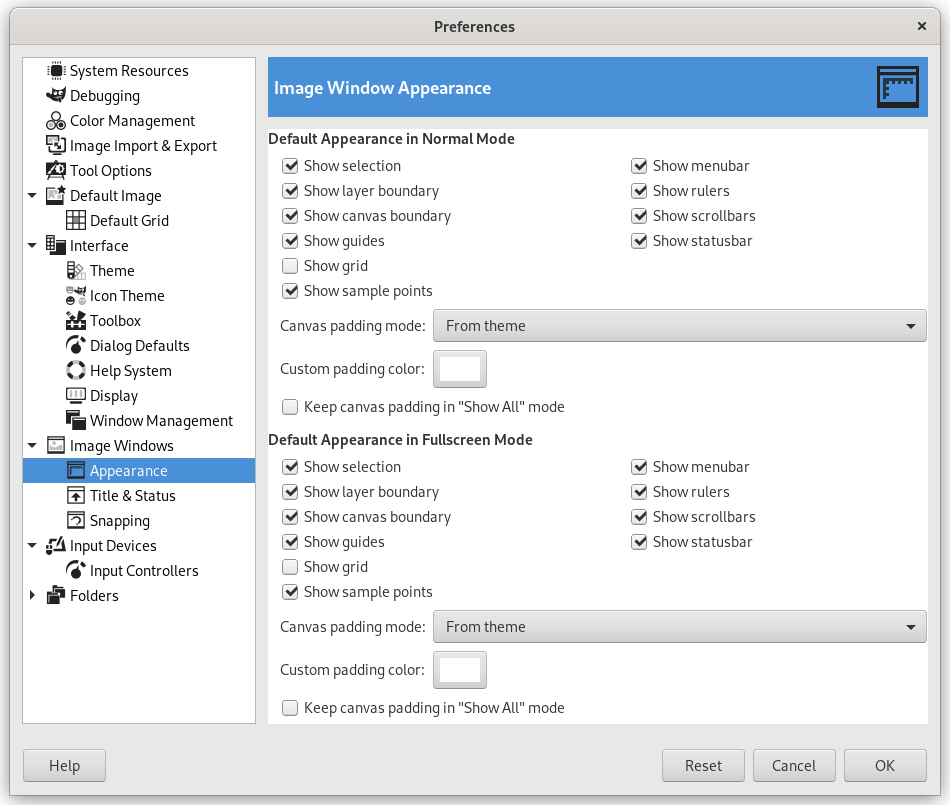 Preferences
System Resources
Debugging
Color Management
Image Import & Export
Tool Options
Default Image
Default Grid
Interface
Theme
Icon Theme
Toolbox
Dialog Defaults
Help System
Display
Window Management
Image Windows
Appearance
Title & Status
Snapping
Input Devices
Input Controllers
Folders
Image Window Appearance
Default Appearance in Normal Mode
Show selection
Show layer boundary
Show canvas boundary
Show guides
Show grid
Show sample points
Show menubar
Show rulers
Show scrollbars
Show statusbar
Canvas padding mode: From theme
Custom padding color:
Keep canvas padding in "Show All" mode
Default Appearance in Fullscreen Mode
Show selection
Show layer boundary
Show canvas boundary
Show guides
Show grid
Show sample points
Show menubar
Show rulers
Show scrollbars
Show statusbar
Canvas padding mode: From theme
Custom padding color:
Keep canvas padding in "Show All" mode
Help
Reset
Cancel
OK